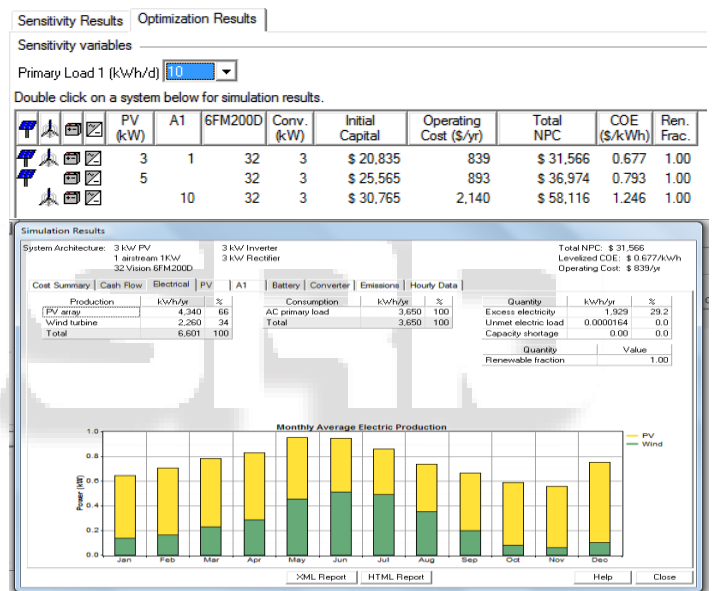 Sensitivity Results Optimization Results
Sensitivity variables
Primary Load 1 (kWh/d) 10
Double click on a system below for simulation results.
PV (kW) A1 6FM200D Conv. (kW) Initial Capital Operating Cost ($/yr) Total NPC COE ($/kWh) Ren. Frac.
3 1 32 3 $ 20,835 839 $ 31,566 0.677 1.00
5 32 3 $ 25,565 893 $ 36,974 0.793 1.00
10 32 3 $ 30,765 2,140 $ 58,116 1.246 1.00
Simulation Results
System Architecture: 3 kW PV 3 kW Inverter Total NPC: $ 31,566
1 airstream 1KW 3 kW Rectifier Levelized COE: $ 0.677/kWh
32 Vision 6FM200D Operating Cost: $ 839/yr
Cost Summary Cash Flow Electrical PV A1 Battery Converter Emissions Hourly Data
Production kWh/yr % Consumption kWh/yr % Quantity kWh/yr %
PV array 4,340 66 AC primary load 3,650 100 Excess electricity 1,929 29.2
Wind turbine 2,260 34 Total 3,650 100 Unmet electric load 0.0000164 0.0
Total 6,601 100 Capacity shortage 0.00 0.0
Quantity Value
Renewable fraction 1.00
Monthly Average Electric Production
Power (kW)
1.0
0.8
0.6
0.4
0.2
0.0
Jan Feb Mar Apr May Jun Jul Aug Sep Oct Nov Dec
PV
Wind
XML Report HTML Report Help Close